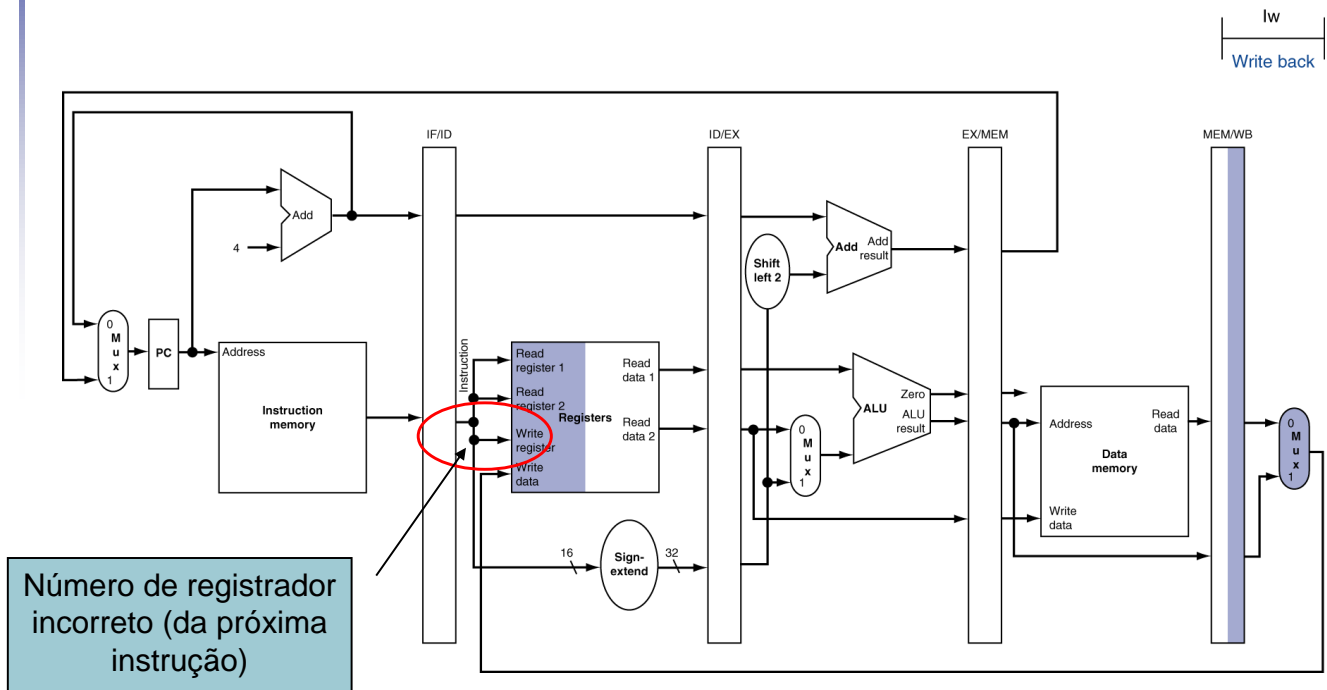 lw
Write back
IF/ID
ID/EX
EX/MEM
MEM/WB
Add
4
Add
Add
result
Shift
left 2
0
M
u
x
1
PC
Address
Instruction
memory
Instruction
Read
register 1
Read
register 2
Write
register
Write
data
Registers
Read
data 1
Read
data 2
0
M
u
x
1
ALU
Zero
ALU
result
Address
Read
data
Data
memory
Write
data
0
M
u
x
1
16
Sign-
extend
32
Número de registrador
incorreto (da próxima
instrução)